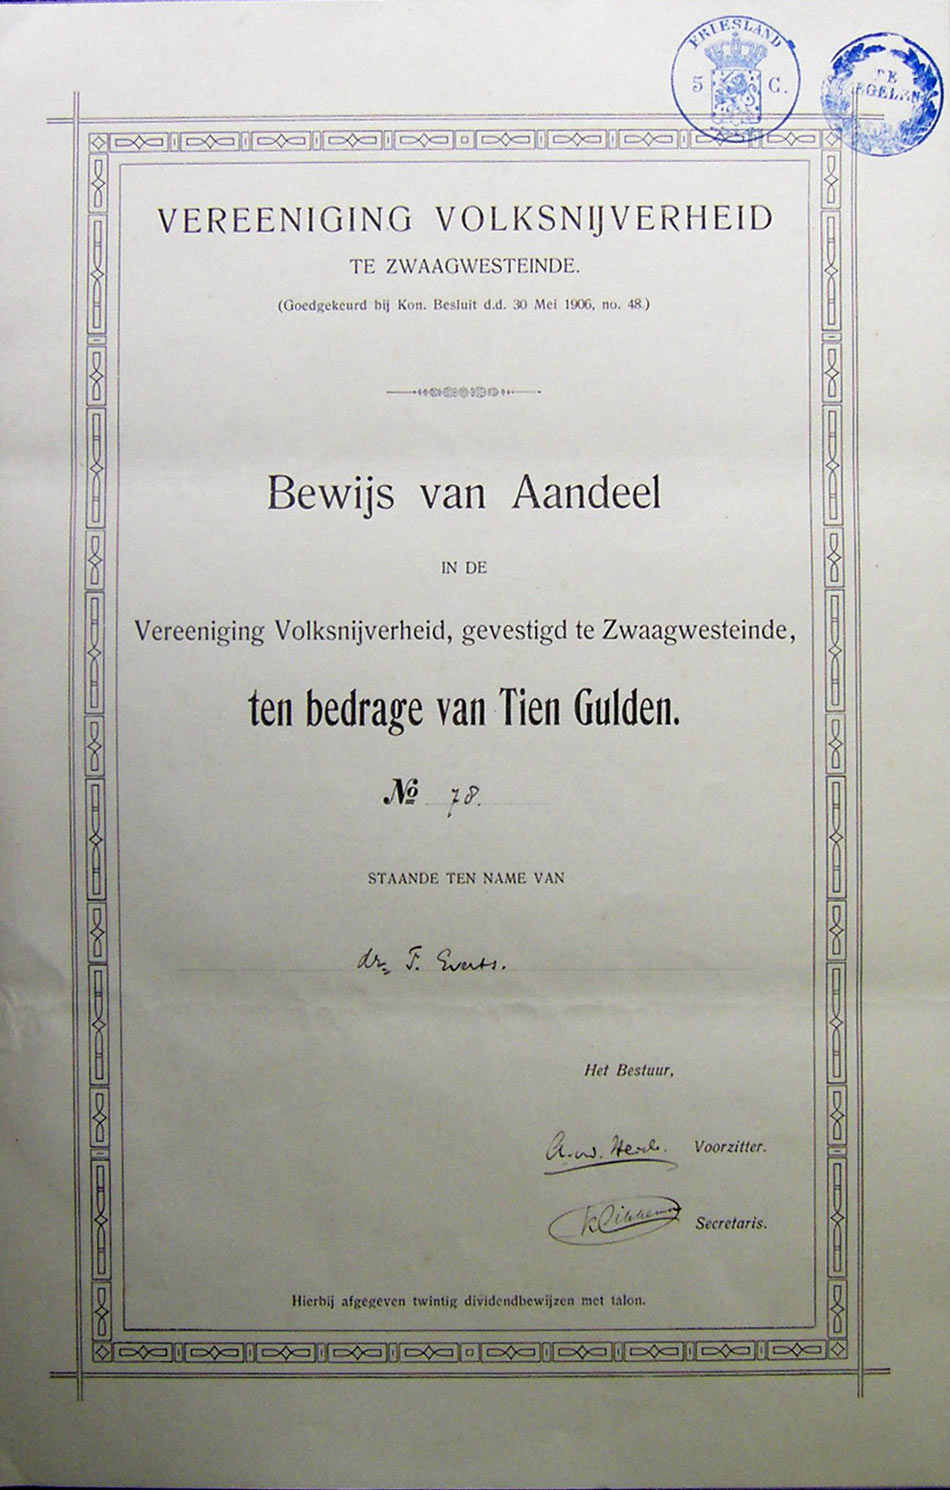 FRIESLAND
5 C.
VEREENIGING VOLKSNIJVERHEID
TE ZWAAGWESTEINDE.
(Goedgekeurd bij Kon. Besluit d.d. 30 Mei 1906, no. 48.)
Bewijs van Aandeel
IN DE
Vereeniging Volksnijverheid, gevestigd te Zwaagwesteinde,
ten bedrage van Tien Gulden.
No 78.
STAANDE TEN NAME VAN
dr. T. Everts.
Het Bestuur,
Voorzitter.
Secretaris.
Hierbij afgegeven twintig dividendbewijzen met talon.